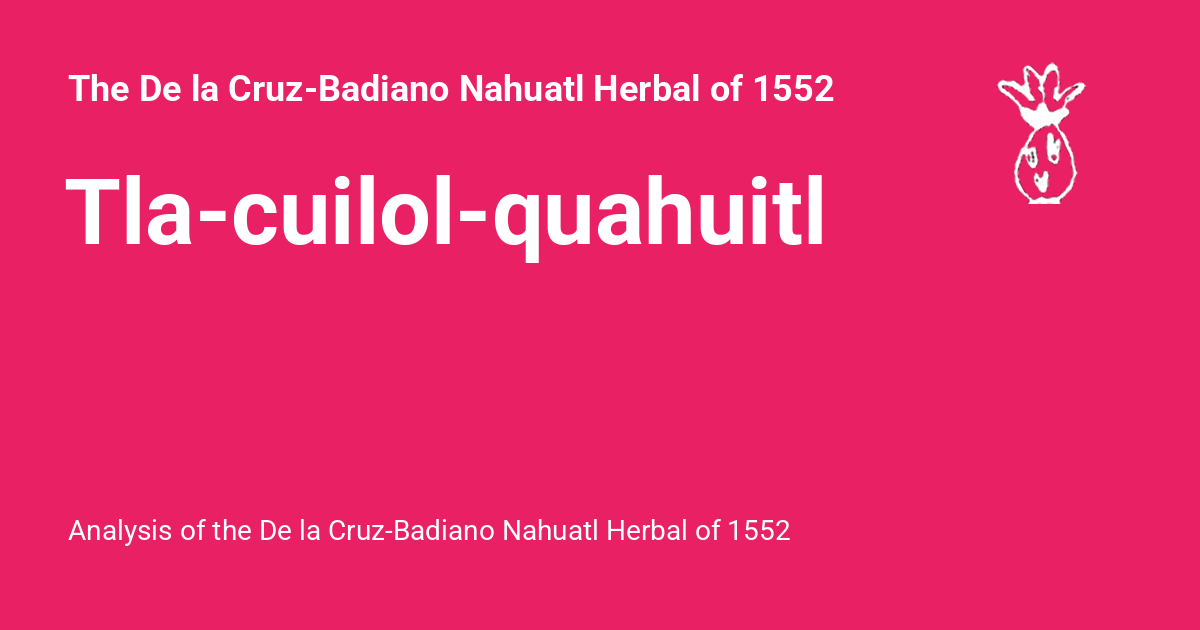 The De la Cruz-Badiano Nahuatl Herbal of 1552
Tla-cuilol-quahuitl
Analysis of the De la Cruz-Badiano Nahuatl Herbal of 1552